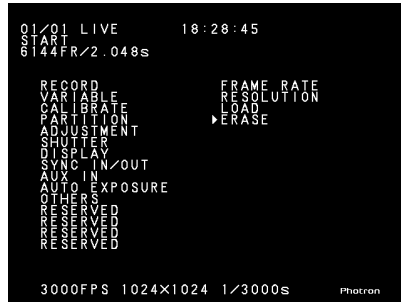 01/01 LIVE 18:28:45
START
6144FR/2.048s
RECORD FRAME RATE
VARIABLE RESOLUTION
CALIBRATE LOAD
PARTITION ▶ERASE
ADJUSTMENT
SHUTTER
DISPLAY
SYNC IN/OUT
AUX IN
AUTO EXPOSURE
OTHERS
RESERVED
RESERVED
RESERVED
RESERVED
3000FPS 1024×1024 1/3000s Photron